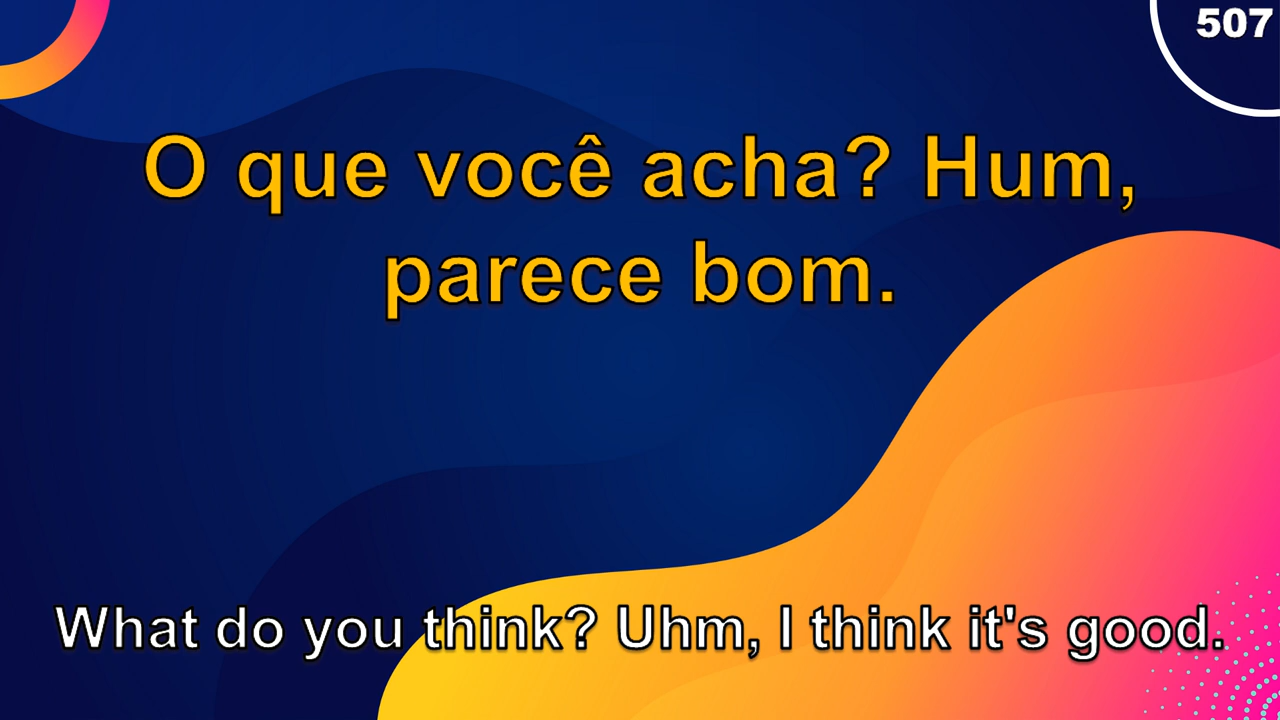 507
O que você acha? Hum,
parece bom.
What do you think? Uhm, I think it's good.